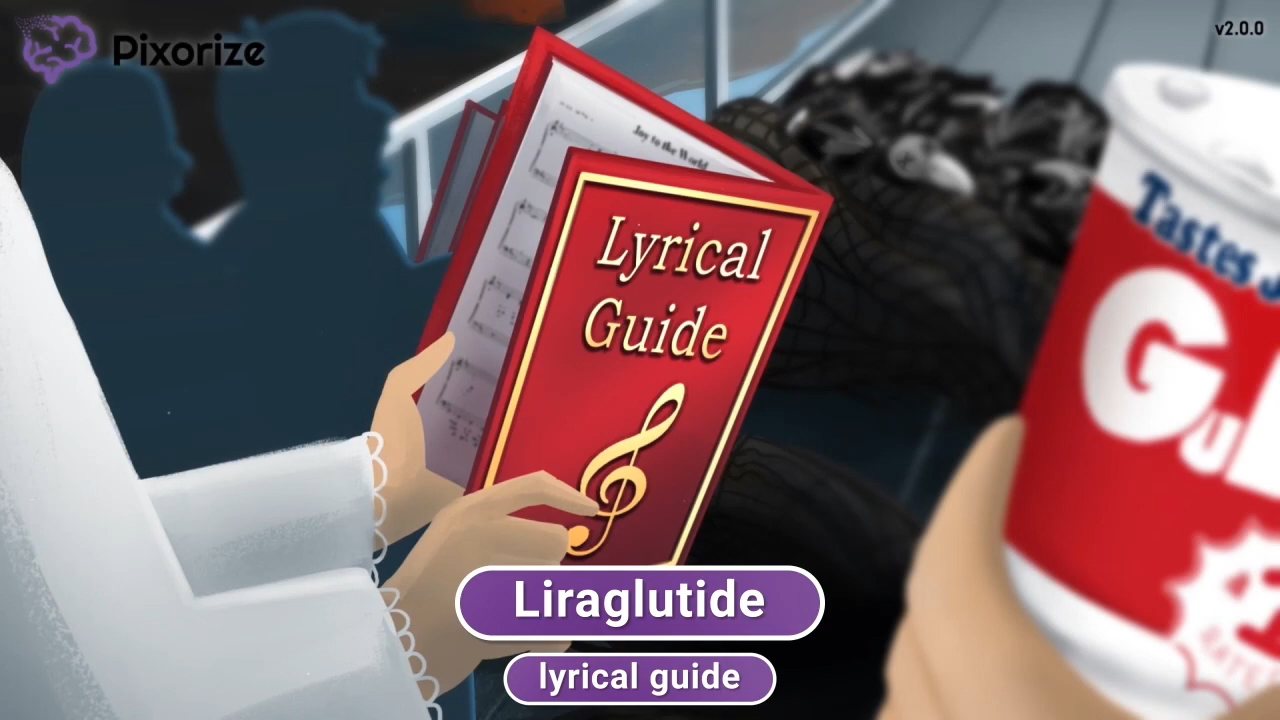 Pixorize
v2.0.0
Joy to the World
Tastes
Gu
Lyrical
Guide
Liraglutide
lyrical guide